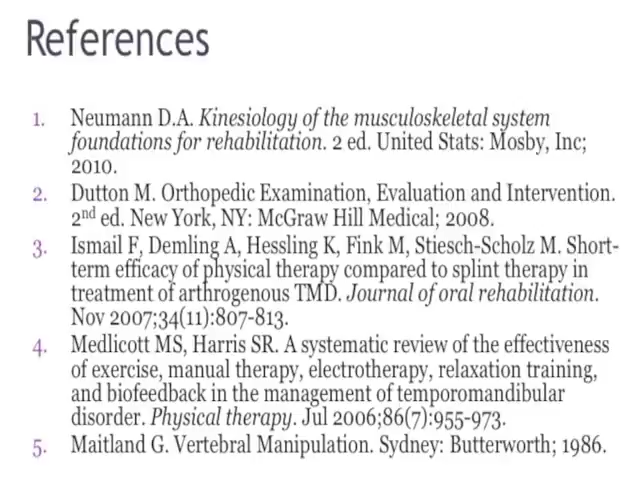 References
1. Neumann D.A. Kinesiology of the musculoskeletal system
foundations for rehabilitation. 2 ed. United Stats: Mosby, Inc;
2010.
2. Dutton M. Orthopedic Examination, Evaluation and Intervention.
2nd ed. New York, NY: McGraw Hill Medical; 2008.
3. Ismail F, Demling A, Hessling K, Fink M, Stiesch-Scholz M. Short-
term efficacy of physical therapy compared to splint therapy in
treatment of arthrogenous TMD. Journal of oral rehabilitation.
Nov 2007;34(11):807-813.
4. Medlicott MS, Harris SR. A systematic review of the effectiveness
of exercise, manual therapy, electrotherapy, relaxation training,
and biofeedback in the management of temporomandibular
disorder. Physical therapy. Jul 2006;86(7):955-973.
5. Maitland G. Vertebral Manipulation. Sydney: Butterworth; 1986.